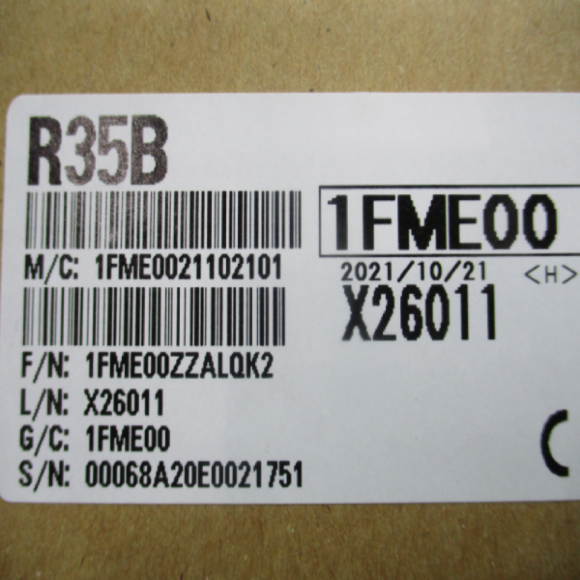 R35B
1FME00
M/C: 1FME0021102101
2021/10/21 <H>
X26011
F/N: 1FME00ZZALQK2
L/N: X26011
G/C: 1FME00
S/N: 00068A20E0021751